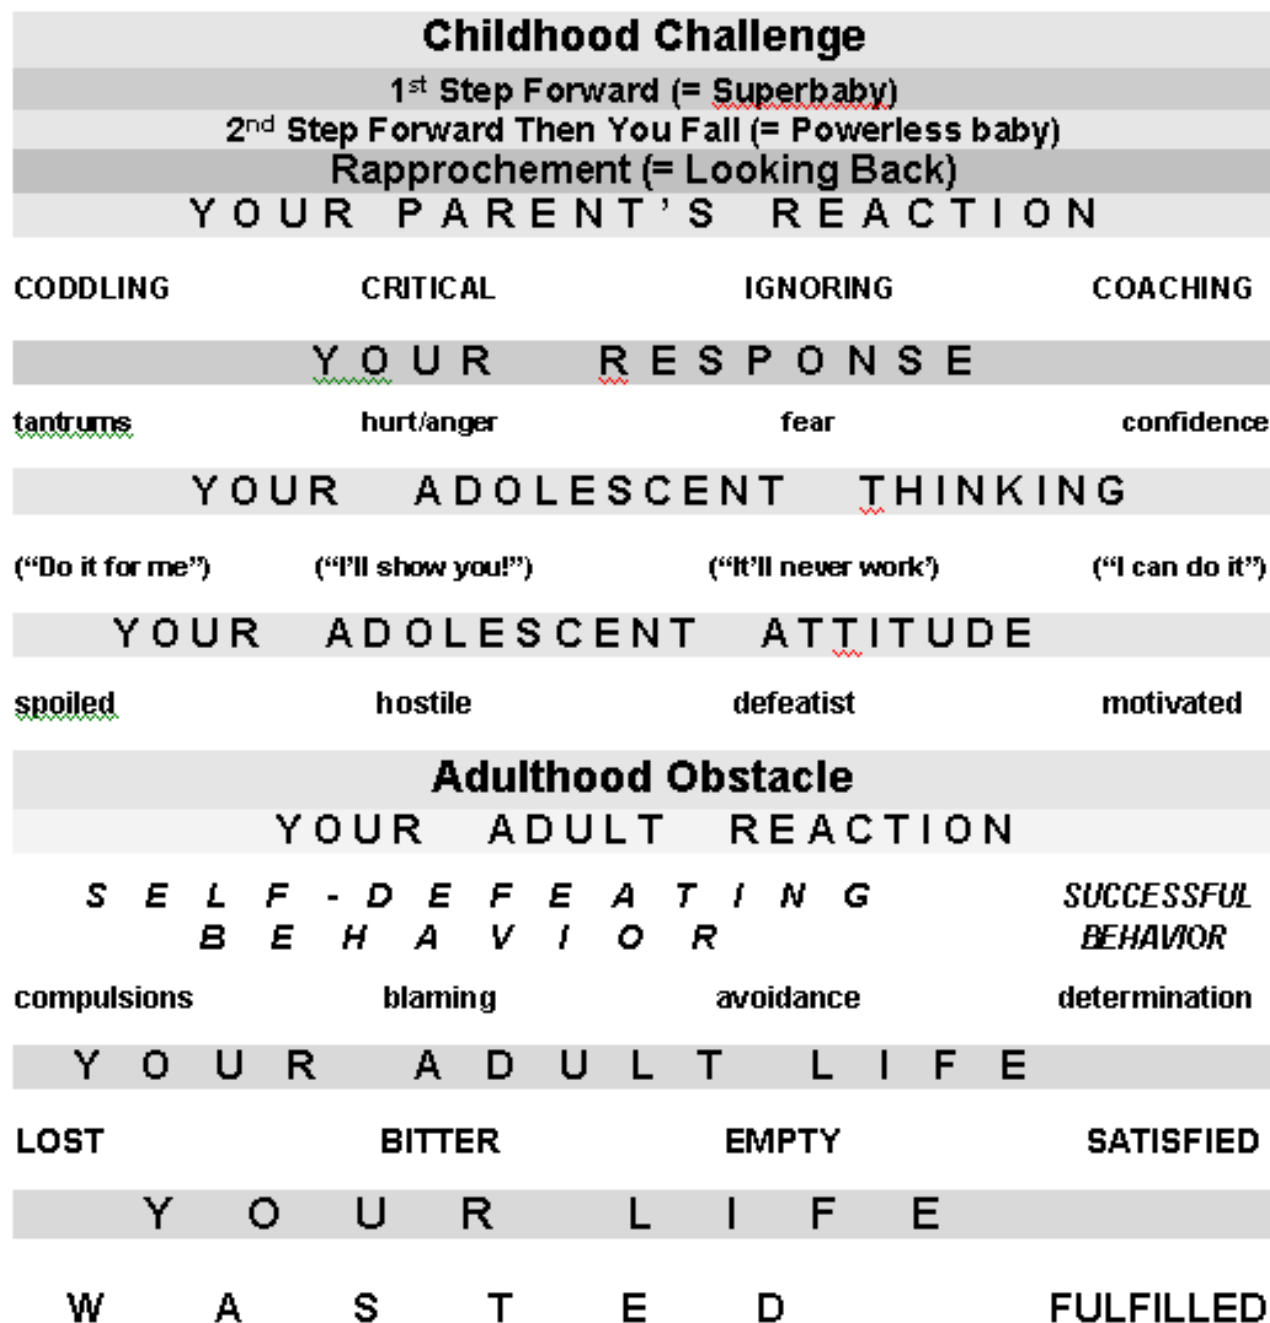 Childhood Challenge
1st Step Forward (= Superbaby)
2nd Step Forward Then You Fall (= Powerless baby)
Rapprochement (= Looking Back)
YOUR PARENT’S REACTION
CODDLING CRITICAL IGNORING COACHING
YOUR RESPONSE
tantrums hurt/anger fear confidence
YOUR ADOLESCENT THINKING
(“Do it for me”) (“I’ll show you!”) (“It’ll never work’) (“I can do it”)
YOUR ADOLESCENT ATTITUDE
spoiled hostile defeatist motivated
Adulthood Obstacle
YOUR ADULT REACTION
SELF-DEFEATING SUCCESSFUL
BEHAVIOR BEHAVIOR
compulsions blaming avoidance determination
YOUR ADULT LIFE
LOST BITTER EMPTY SATISFIED
YOUR LIFE
WASTED FULFILLED